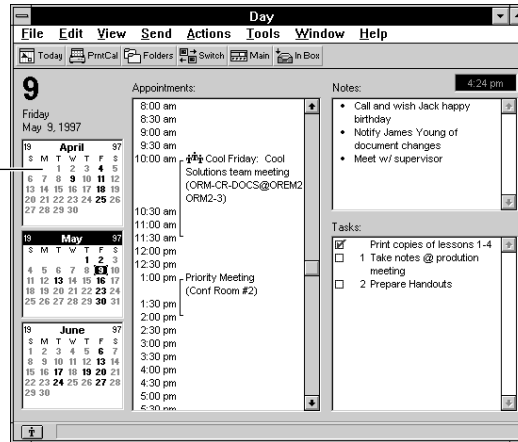 Day
File Edit View Send Actions Tools Window Help
Today PrntCal Folders Switch Main In Box
9
Friday
May 9, 1997
19 April 97
S M T W T F S
1 2 3 4 5
6 7 8 9 10 11 12
13 14 15 16 17 18 19
20 21 22 23 24 25 26
27 28 29 30
19 May 97
S M T W T F S
1 2 3
4 5 6 7 8 9 10
11 12 13 14 15 16 17
18 19 20 21 22 23 24
25 26 27 28 29 30 31
19 June 97
S M T W T F S
1 2 3 4 5 6 7
8 9 10 11 12 13 14
15 16 17 18 19 20 21
22 23 24 25 26 27 28
29 30
Appointments:
8:00 am
8:30 am
9:00 am
9:30 am
10:00 am Cool Friday: Cool
Solutions team meeting
(ORM-CR-DOCS@OREM2
ORM2-3)
10:30 am
11:00 am
11:30 am
12:00 pm
12:30 pm
1:00 pm Priority Meeting
(Conf Room #2)
1:30 pm
2:00 pm
2:30 pm
3:00 pm
3:30 pm
4:00 pm
4:30 pm
5:00 pm
5:30 pm
4:24 pm
Notes:
• Call and wish Jack happy
birthday
• Notify James Young of
document changes
• Meet w/ supervisor
Tasks:
Print copies of lessons 1-4
1 Take notes @ prodution
meeting
2 Prepare Handouts